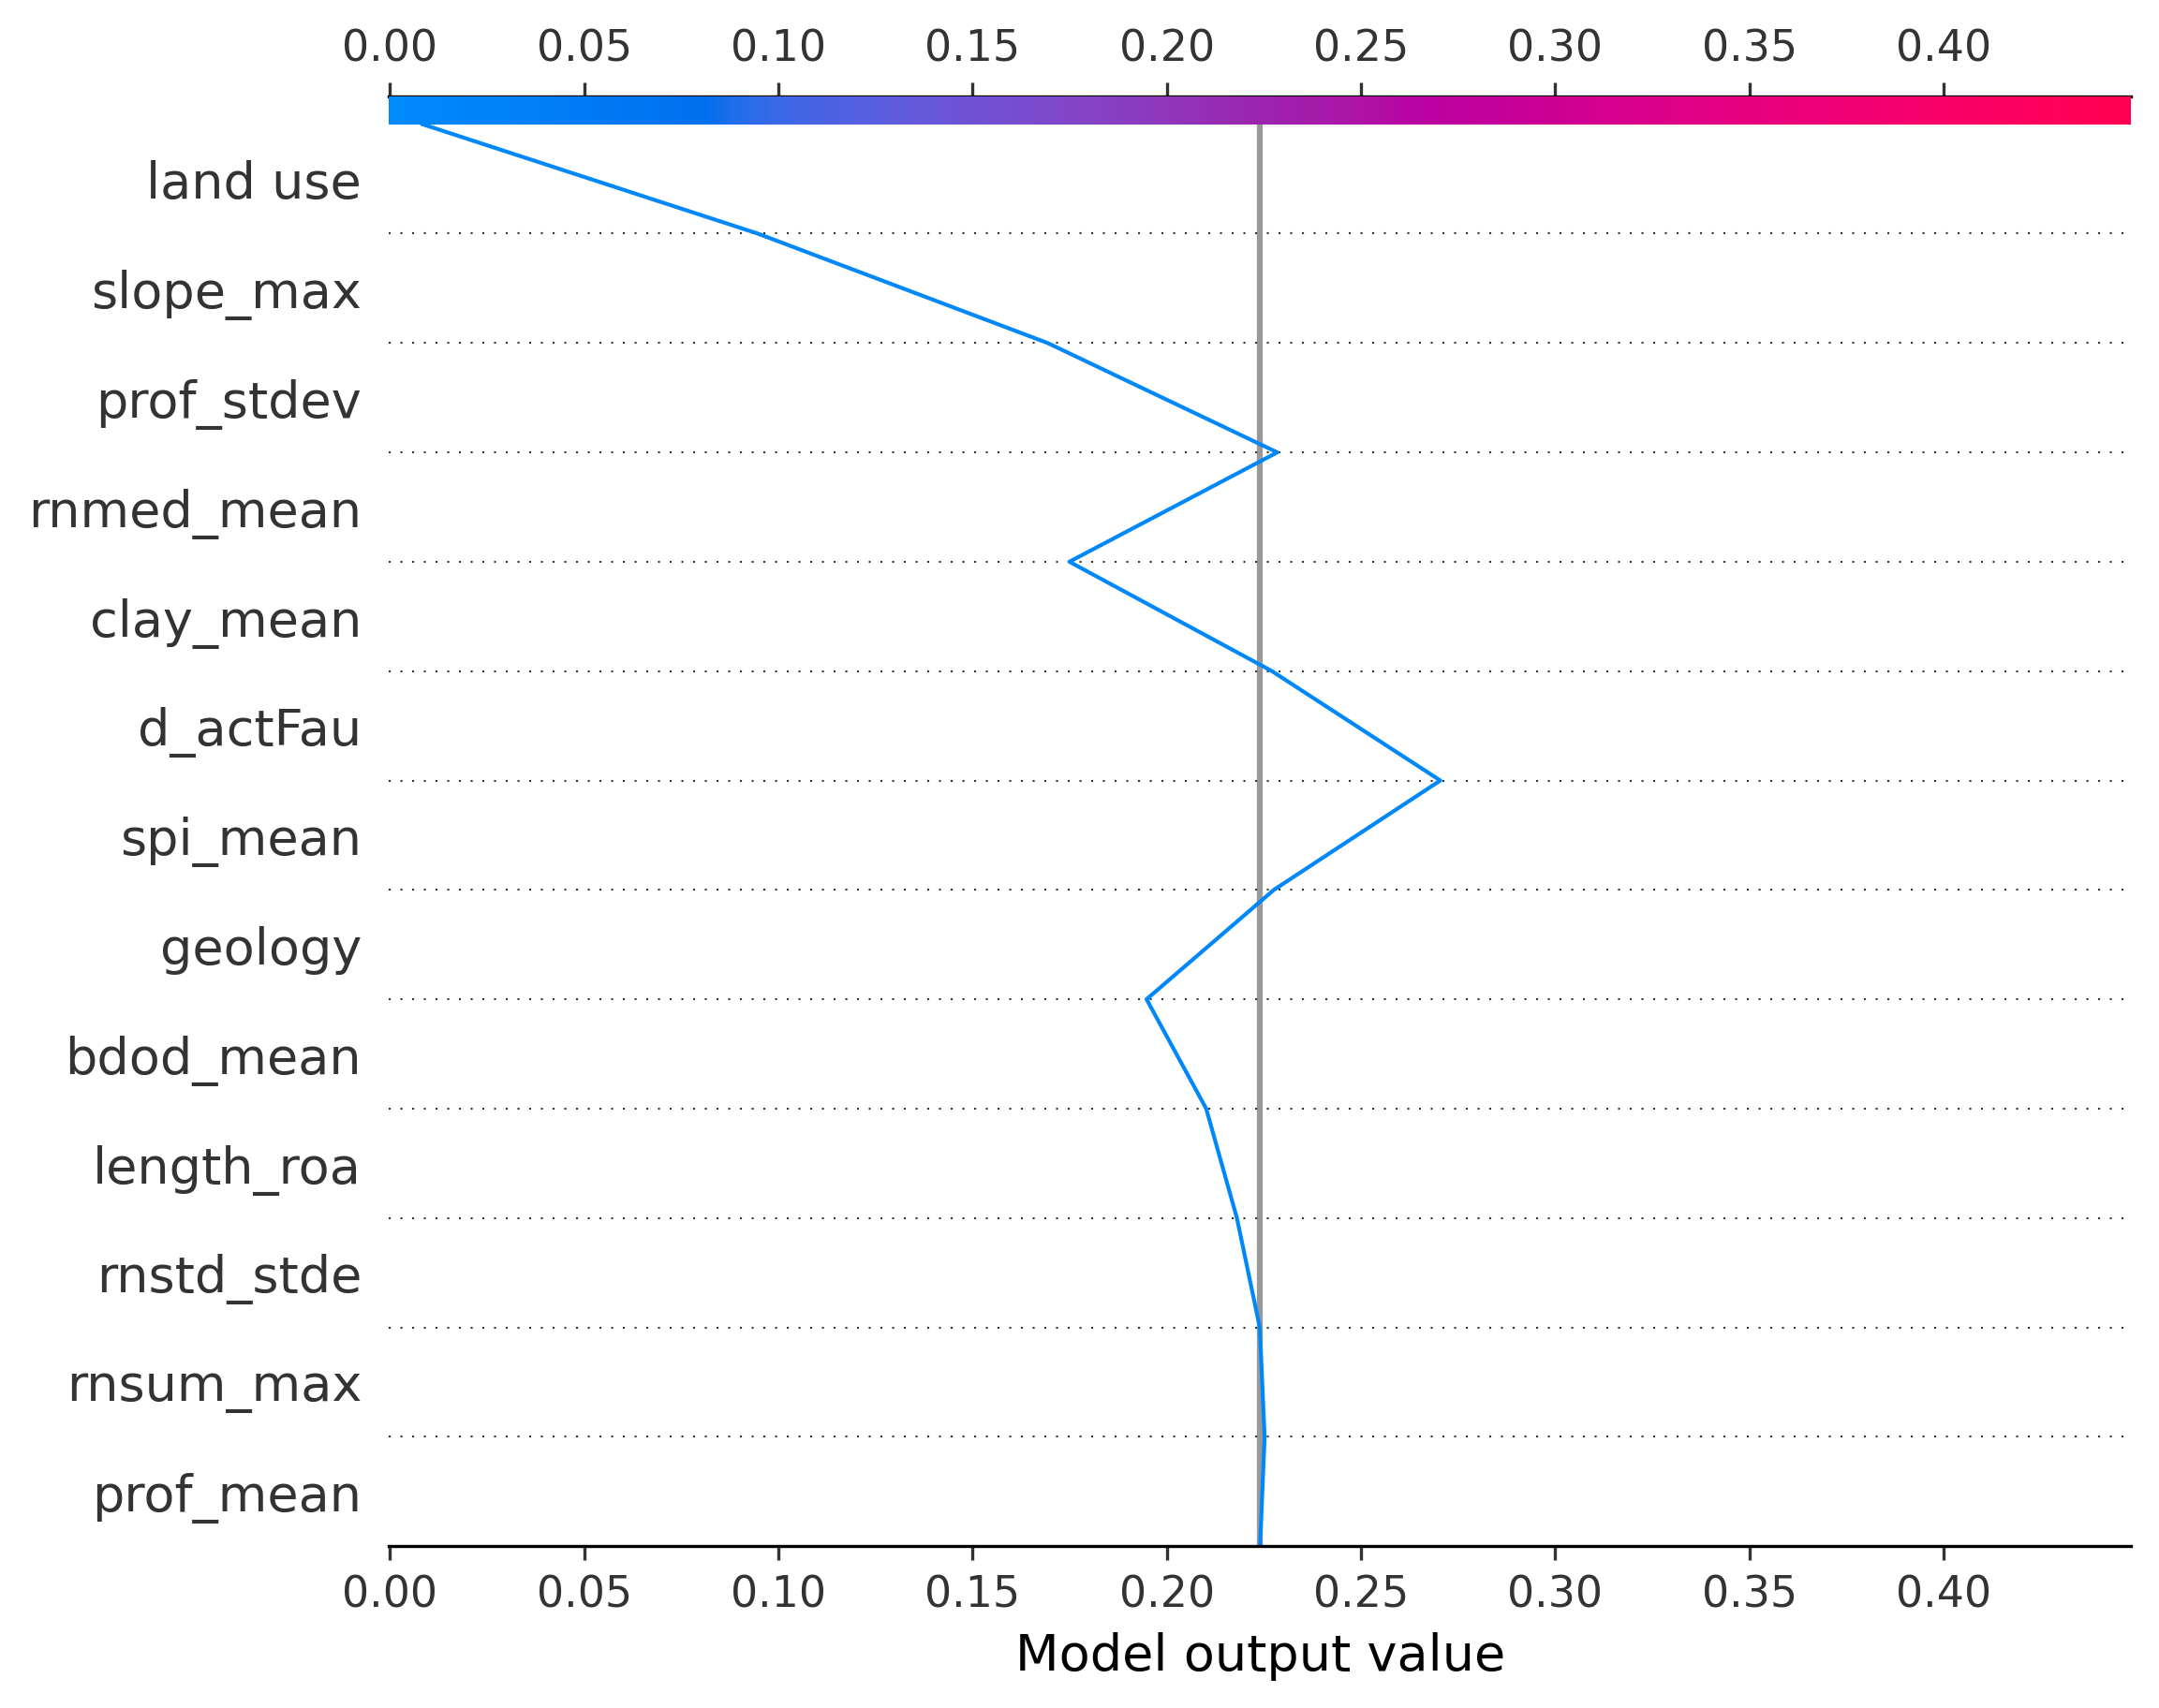 0.00 0.05 0.10 0.15 0.20 0.25 0.30 0.35 0.40
land use
slope_max
prof_stdev
rnmed_mean
clay_mean
d_actFau
spi_mean
geology
bdod_mean
length_roa
rnstd_stde
rnsum_max
prof_mean
0.00 0.05 0.10 0.15 0.20 0.25 0.30 0.35 0.40
Model output value